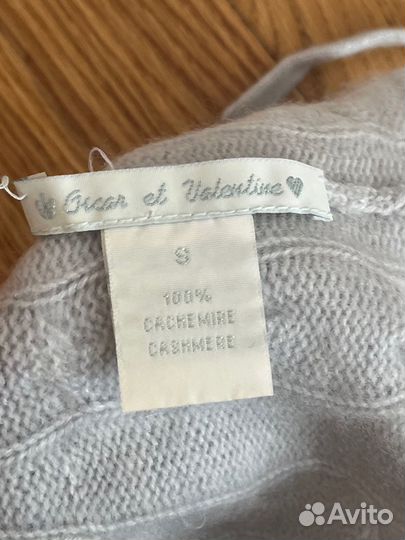 Oscar et Valentine
S
100%
CACHEMIRE
CASHMERE
Avito